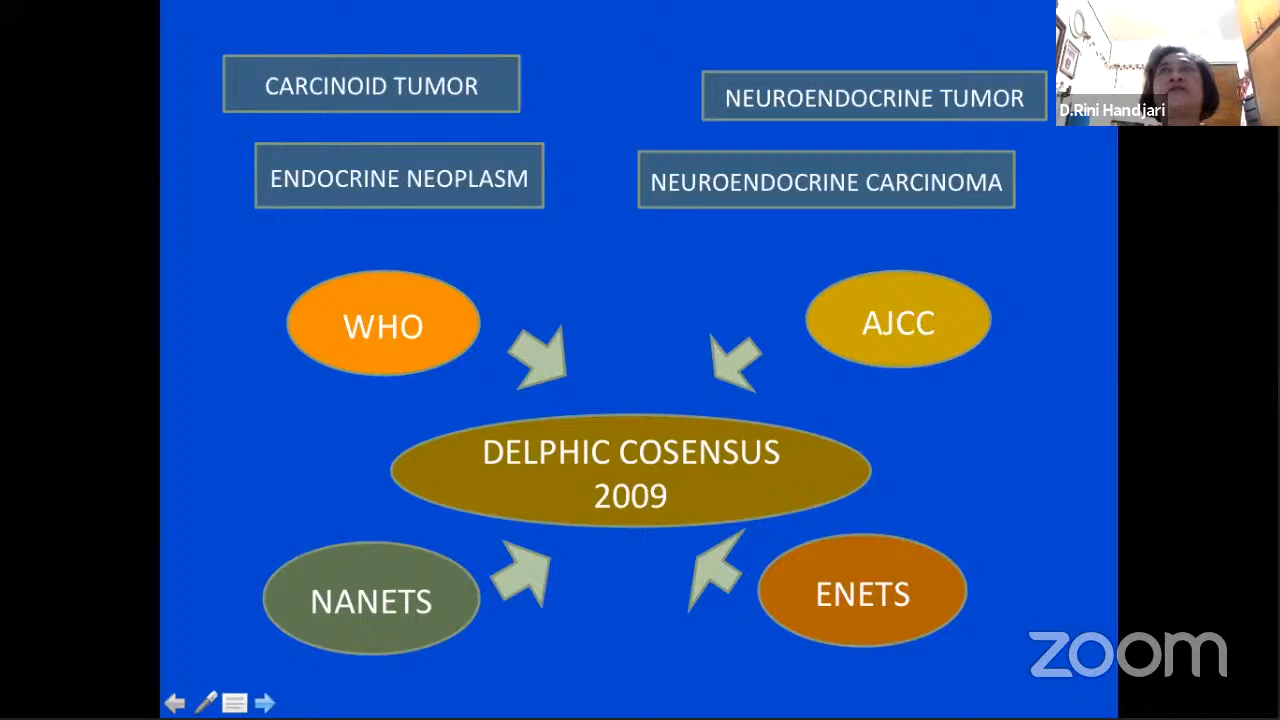 CARCINOID TUMOR
NEUROENDOCRINE TUMOR
D.Rini Handjari
ENDOCRINE NEOPLASM
NEUROENDOCRINE CARCINOMA
WHO
AJCC
DELPHIC COSENSUS
2009
NANETS
ENETS
zoom